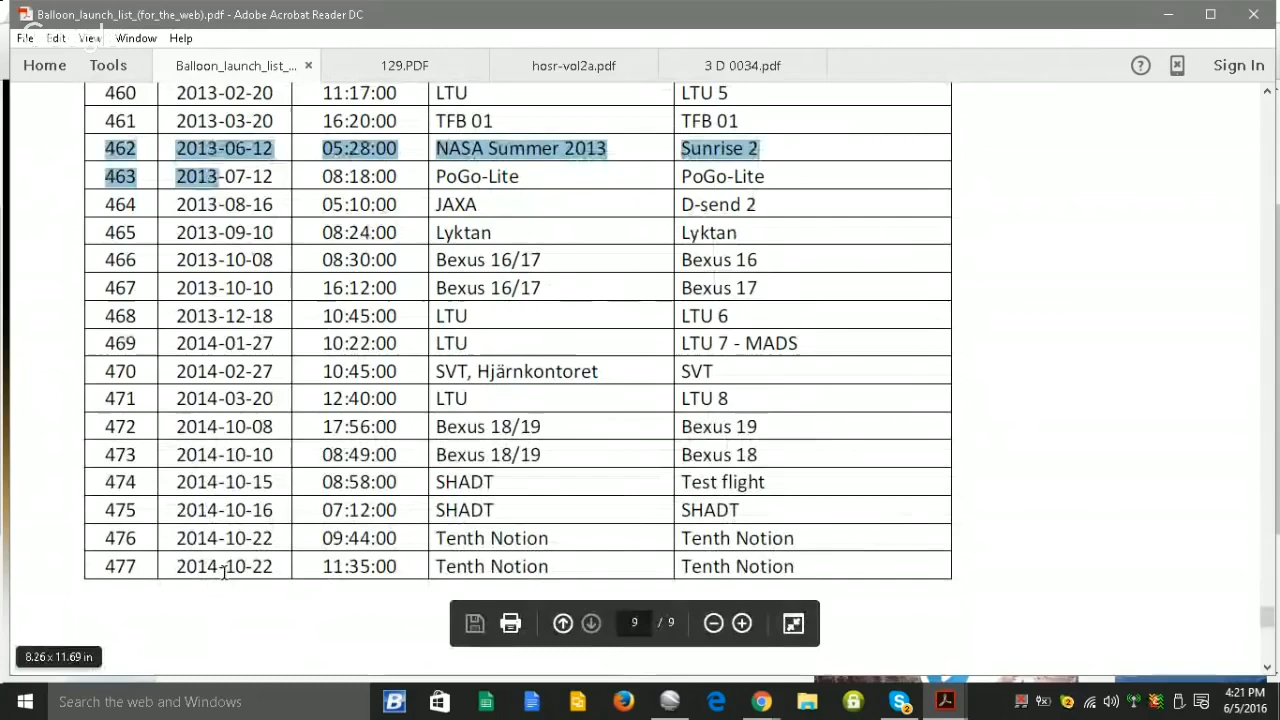 Balloon_launch_list_(for_the_web).pdf - Adobe Acrobat Reader DC
Google
File Edit View Window Help
Home Tools Balloon_launch_list_... × 129.PDF hosr-vol2a.pdf 3 D 0034.pdf Sign In
460 2013-02-20 11:17:00 LTU LTU 5
461 2013-03-20 16:20:00 TFB 01 TFB 01
462 2013-06-12 05:28:00 NASA Summer 2013 Sunrise 2
463 2013-07-12 08:18:00 PoGo-Lite PoGo-Lite
464 2013-08-16 05:10:00 JAXA D-send 2
465 2013-09-10 08:24:00 Lyktan Lyktan
466 2013-10-08 08:30:00 Bexus 16/17 Bexus 16
467 2013-10-10 16:12:00 Bexus 16/17 Bexus 17
468 2013-12-18 10:45:00 LTU LTU 6
469 2014-01-27 10:22:00 LTU LTU 7 - MADS
470 2014-02-27 10:45:00 SVT, Hjärnkontoret SVT
471 2014-03-20 12:40:00 LTU LTU 8
472 2014-10-08 17:56:00 Bexus 18/19 Bexus 19
473 2014-10-10 08:49:00 Bexus 18/19 Bexus 18
474 2014-10-15 08:58:00 SHADT Test flight
475 2014-10-16 07:12:00 SHADT SHADT
476 2014-10-22 09:44:00 Tenth Notion Tenth Notion
477 2014-10-22 11:35:00 Tenth Notion Tenth Notion
9 / 9
8.26 x 11.69 in
Search the web and Windows
4:21 PM
6/5/2016